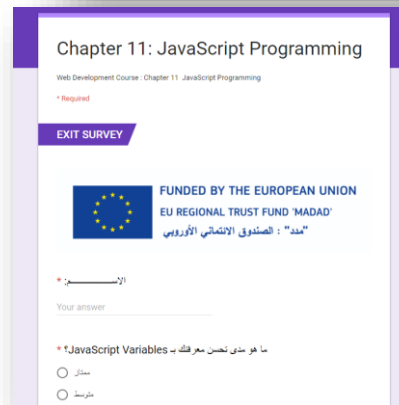 Chapter 11: JavaScript Programming
Web Development Course : Chapter 11 JavaScript Programming
* Required
EXIT SURVEY
FUNDED BY THE EUROPEAN UNION
EU REGIONAL TRUST FUND 'MADAD'
"مدد" : الصندوق الائتماني الأوروبي
الاســـــــــــم: *
Your answer
ما هو مدى تحسن معرفتك بـ JavaScript Variables؟ *
ممتاز
متوسط